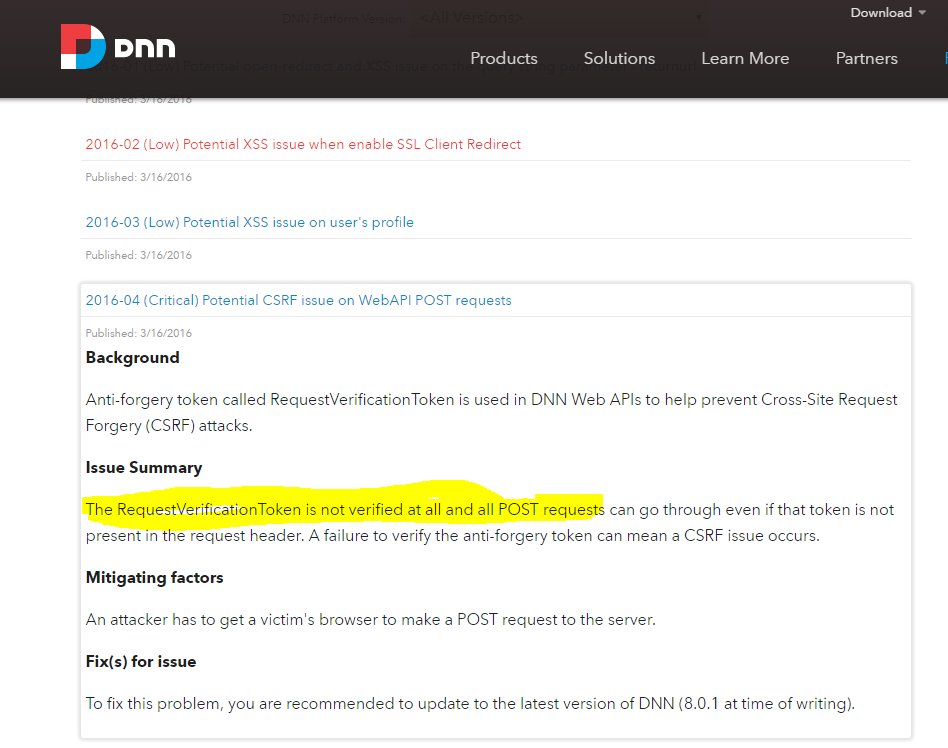 Download
DNN Platform Version: <All Versions>
DNN
Products Solutions Learn More Partners
2016-01 (Low) Potential open-redirect and XSS issue on the query string parameter - returnurl
Published: 3/16/2016
2016-02 (Low) Potential XSS issue when enable SSL Client Redirect
Published: 3/16/2016
2016-03 (Low) Potential XSS issue on user's profile
Published: 3/16/2016
2016-04 (Critical) Potential CSRF issue on WebAPI POST requests
Published: 3/16/2016
Background
Anti-forgery token called RequestVerificationToken is used in DNN Web APIs to help prevent Cross-Site Request
Forgery (CSRF) attacks.
Issue Summary
The RequestVerificationToken is not verified at all and all POST requests can go through even if that token is not
present in the request header. A failure to verify the anti-forgery token can mean a CSRF issue occurs.
Mitigating factors
An attacker has to get a victim's browser to make a POST request to the server.
Fix(s) for issue
To fix this problem, you are recommended to update to the latest version of DNN (8.0.1 at time of writing).